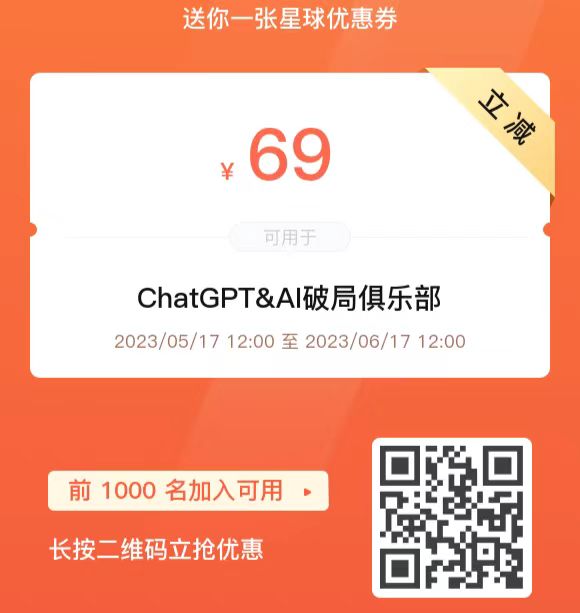 送你一张星球优惠券
立减
¥ 69
可用于
ChatGPT&AI破局俱乐部
2023/05/17 12:00 至 2023/06/17 12:00
前 1000 名加入可用
长按二维码立抢优惠